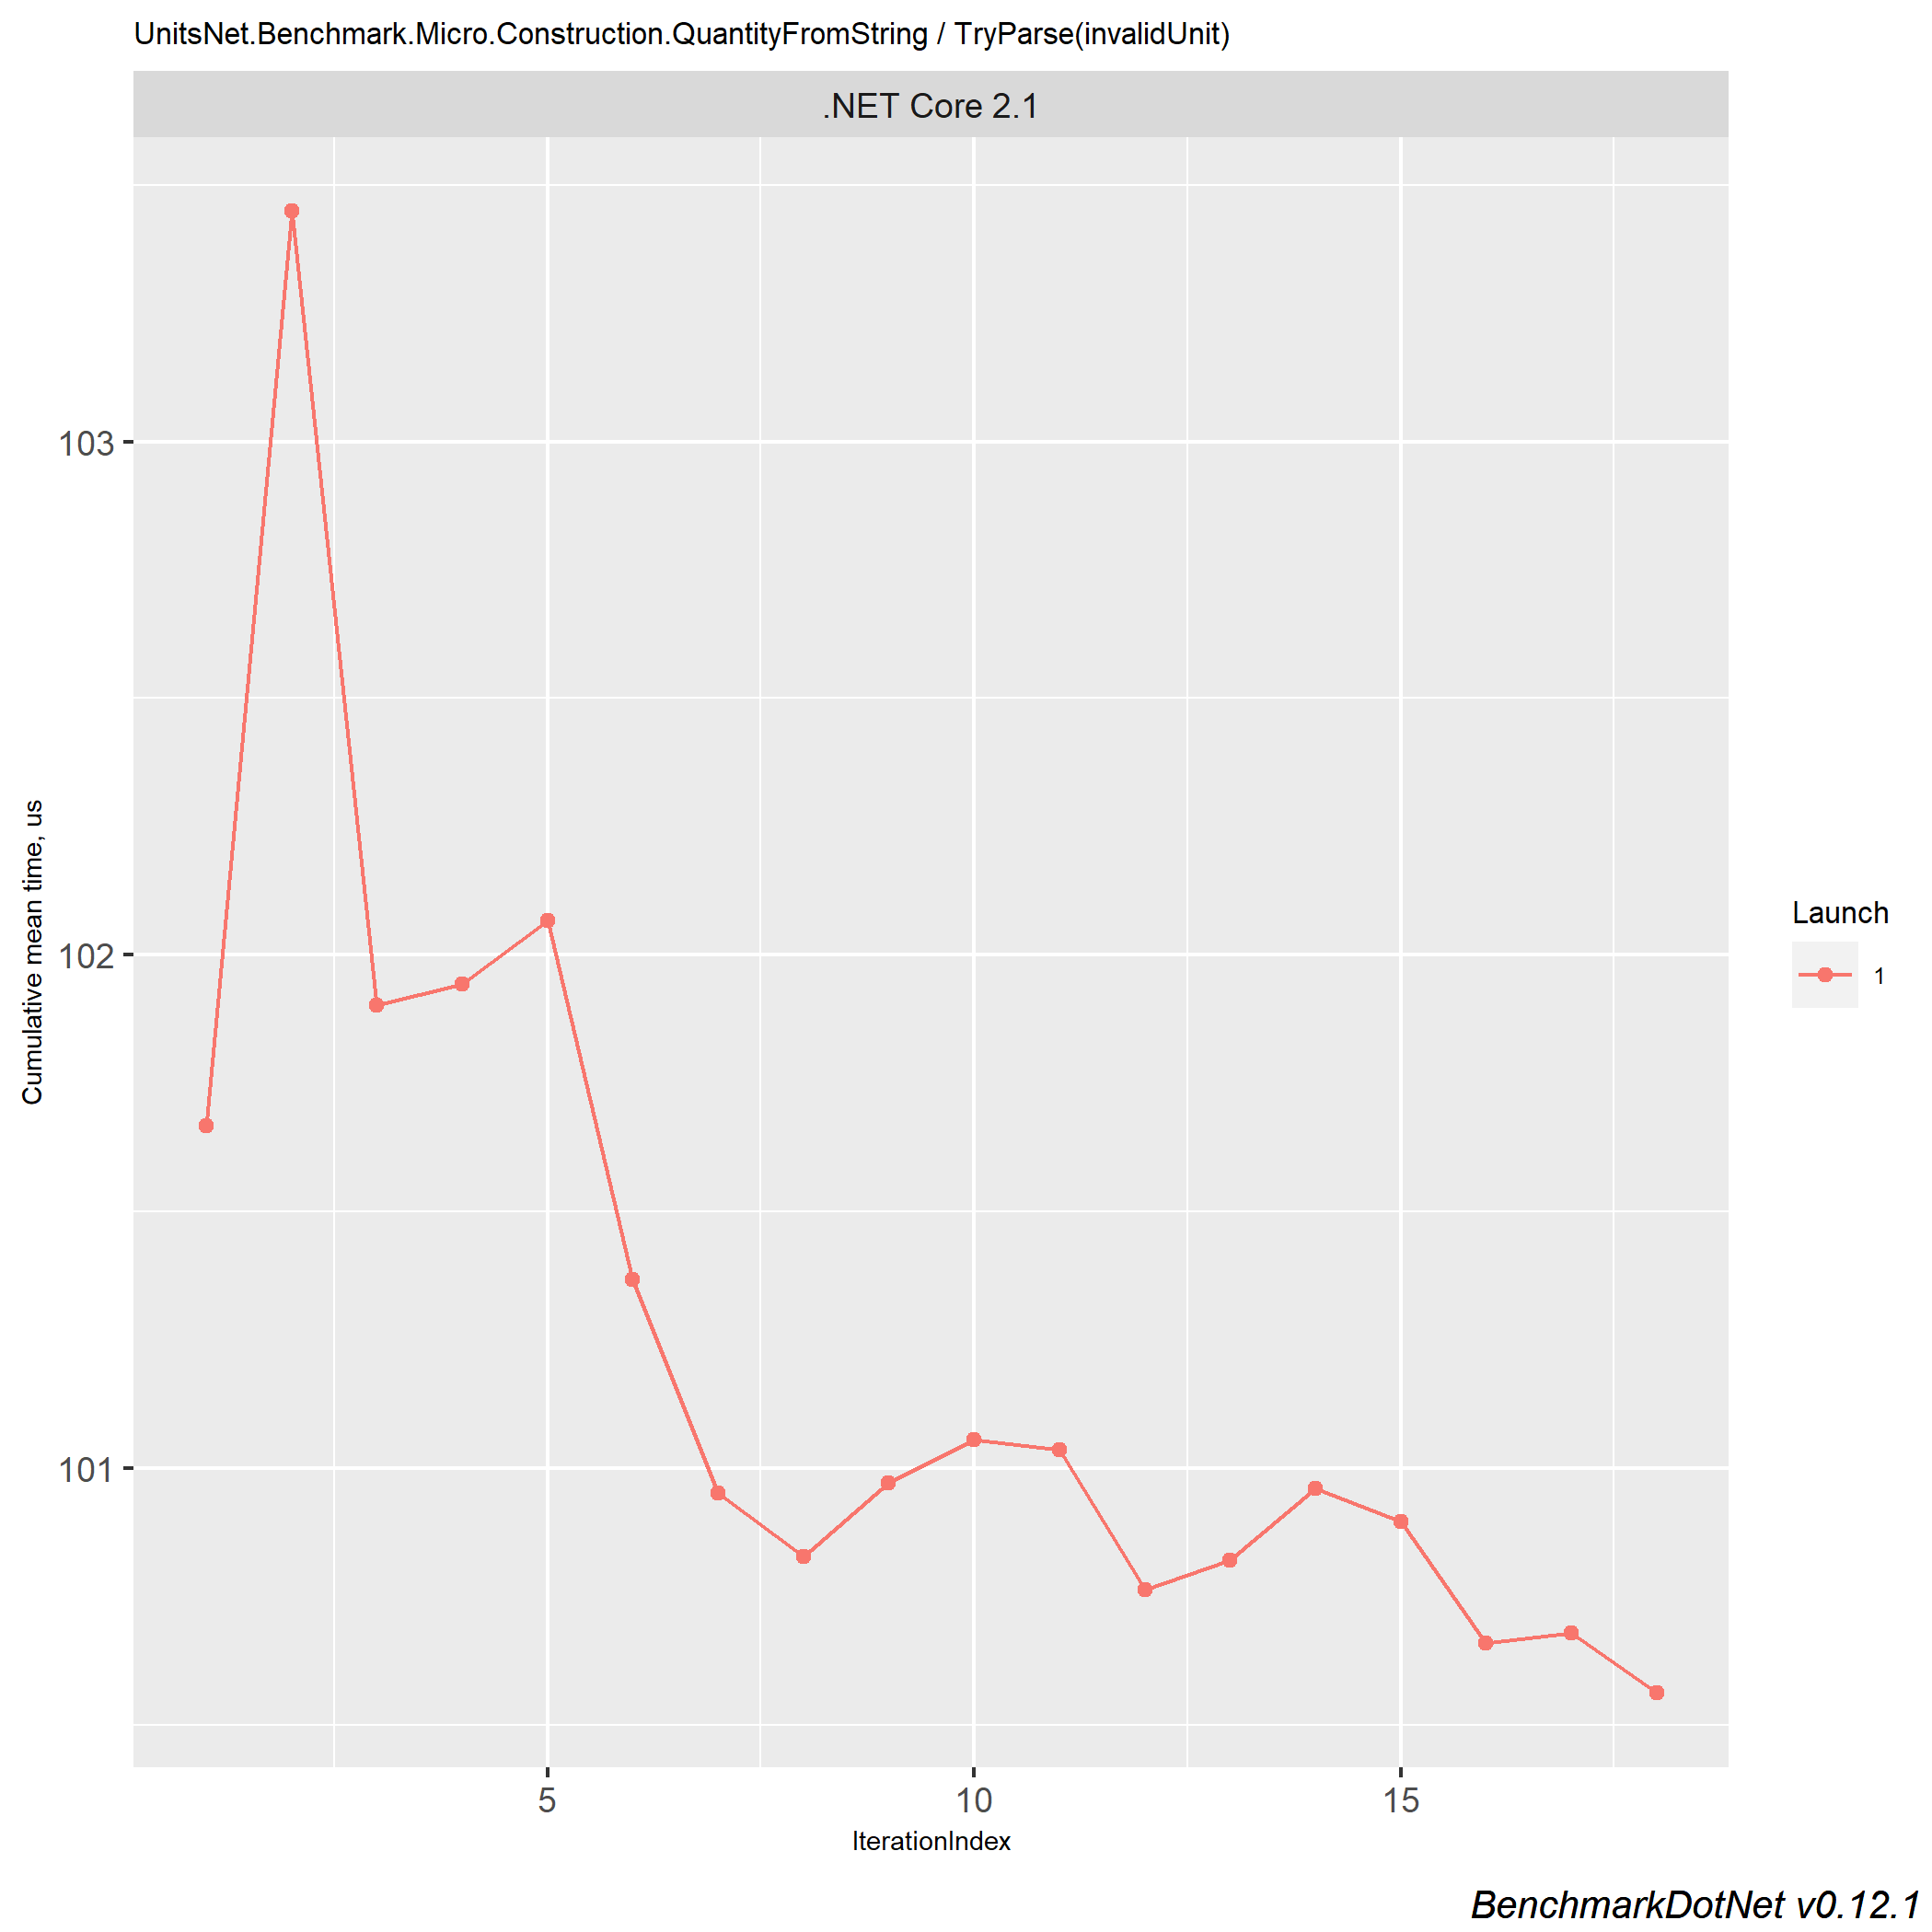 UnitsNet.Benchmark.Micro.Construction.QuantityFromString / TryParse(invalidUnit)
.NET Core 2.1
103
102
101
Cumulative mean time, us
5
10
15
IterationIndex
Launch
1
BenchmarkDotNet v0.12.1